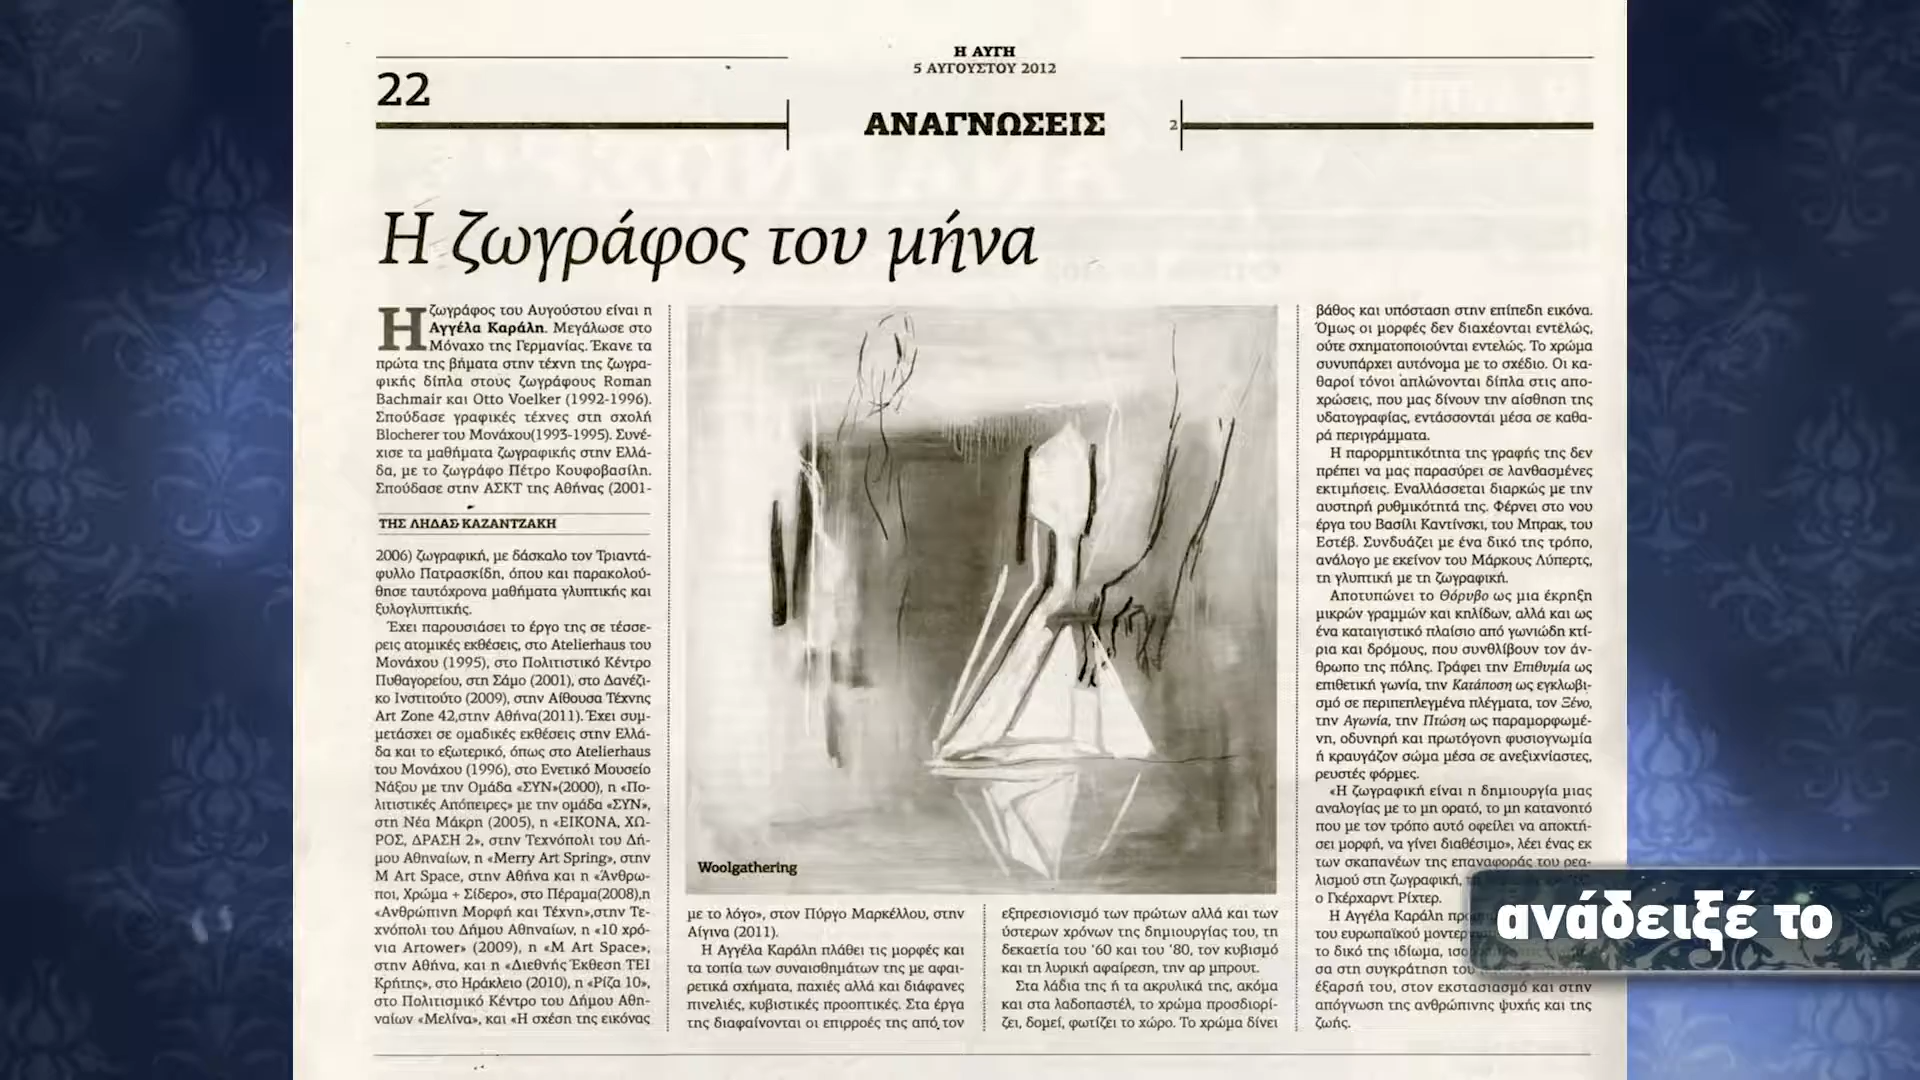 Η ΑΥΓΗ
5 ΑΥΓΟΥΣΤΟΥ 2012
22
ΑΝΑΓΝΩΣΕΙΣ
2
Η ζωγράφος του μήνα
Η ζωγράφος του Αυγούστου είναι η
Αγγέλα Καράλη. Μεγάλωσε στο
Μόναχο της Γερμανίας. Έκανε τα
πρώτα της βήματα στην τέχνη της ζωγρα-
φικής δίπλα στους ζωγράφους Roman
Bachmair και Otto Voelker (1992-1996).
Σπούδασε γραφικές τέχνες στη σχολή
Blocherer του Μονάχου(1993-1995). Συνέ-
χισε τα μαθήματα ζωγραφικής στην Ελλά-
δα, με το ζωγράφο Πέτρο Κουφοβασίλη.
Σπούδασε στην ΑΣΚΤ της Αθήνας (2001-
ΤΗΣ ΛΗΔΑΣ ΚΑΖΑΝΤΖΑΚΗ
2006) ζωγραφική, με δάσκαλο τον Τριαντά-
φυλλο Πατρασκίδη, όπου και παρακολού-
θησε ταυτόχρονα μαθήματα γλυπτικής και
ξυλογλυπτικής.
Έχει παρουσιάσει το έργο της σε τέσσε-
ρεις ατομικές εκθέσεις, στο Atelierhaus του
Μονάχου (1995), στο Πολιτιστικό Κέντρο
Πυθαγορείου, στη Σάμο (2001), στο Δανέζι-
κο Ινστιτούτο (2009), στην Αίθουσα Τέχνης
Art Zone 42,στην Αθήνα(2011). Έχει συμ-
μετάσχει σε ομαδικές εκθέσεις στην Ελλά-
δα και το εξωτερικό, όπως στο Atelierhaus
του Μονάχου (1996), στο Ενετικό Μουσείο
Νάξου με την Ομάδα «ΣΥΝ»(2000), η «Πο-
λιτιστικές Απόπειρες» με την ομάδα «ΣΥΝ»,
στη Νέα Μάκρη (2005), η «ΕΙΚΟΝΑ, ΧΩ-
ΡΟΣ, ΔΡΑΣΗ 2», στην Τεχνόπολι του Δή-
μου Αθηναίων, η «Merry Art Spring», στην
M Art Space, στην Αθήνα και η «Άνθρω-
ποι, Χρώμα + Σίδερο», στο Πέραμα(2008),η
«Ανθρώπινη Μορφή και Τέχνη»,στην Τε-
χνόπολι του Δήμου Αθηναίων, η «10 χρό-
νια Artower» (2009), η «M Art Space»,
στην Αθήνα, και η «Διεθνής Έκθεση ΤΕΙ
Κρήτης», στο Ηράκλειο (2010), η «Ρίζα 10»,
στο Πολιτισμικό Κέντρο του Δήμου Αθη-
ναίων «Μελίνα», και «Η σχέση της εικόνας
Woolgathering
με το λόγο», στον Πύργο Μαρκέλλου, στην
Αίγινα (2011).
Η Αγγέλα Καράλη πλάθει τις μορφές και
τα τοπία των συναισθημάτων της με αφαι-
ρετικά σχήματα, παχιές αλλά και διάφανες
πινελιές, κυβιστικές προοπτικές. Στα έργα
της διαφαίνονται οι επιρροές της από τον
εξπρεσιονισμό των πρώτων αλλά και των
ύστερων χρόνων της δημιουργίας του, τη
δεκαετία του '60 και του '80, τον κυβισμό
και τη λυρική αφαίρεση, την αρ μπρουτ.
Στα λάδια της ή τα ακρυλικά της, ακόμα
και στα λαδοπαστέλ, το χρώμα προσδιορί-
ζει, δομεί, φωτίζει το χώρο. Το χρώμα δίνει
βάθος και υπόσταση στην επίπεδη εικόνα.
Όμως οι μορφές δεν διαχέονται εντελώς,
ούτε σχηματοποιούνται εντελώς. Το χρώμα
συνυπάρχει αυτόνομα με το σχέδιο. Οι κα-
θαροί τόνοι απλώνονται δίπλα στις απο-
χρώσεις, που μας δίνουν την αίσθηση της
υδατογραφίας, εντάσσονται μέσα σε καθα-
ρά περιγράμματα.
Η παρορμητικότητα της γραφής της δεν
πρέπει να μας παρασύρει σε λανθασμένες
εκτιμήσεις. Εναλλάσσεται διαρκώς με την
αυστηρή ρυθμικότητά της. Φέρνει στο νου
έργα του Βασίλι Καντίνσκι, του Μπρακ, του
Εστέβ. Συνδυάζει με ένα δικό της τρόπο,
ανάλογο με εκείνον του Μάρκους Λύπερτς,
τη γλυπτική με τη ζωγραφική.
Αποτυπώνει το Θόρυβο ως μια έκρηξη
μικρών γραμμών και κηλίδων, αλλά και ως
ένα καταιγιστικό πλαίσιο από γωνιώδη κτί-
ρια και δρόμους, που συνθλίβουν τον άν-
θρωπο της πόλης. Γράφει την Επιθυμία ως
επιθετική γωνία, την Κατάποση ως εγκλωβι-
σμό σε περιπεπλεγμένα πλέγματα, τον Ξένο,
την Αγωνία, την Πτώση ως παραμορφωμέ-
νη, οδυνηρή και πρωτόγονη φυσιογνωμία
ή κραυγάζον σώμα μέσα σε ανεξιχνίαστες,
ρευστές φόρμες.
«Η ζωγραφική είναι η δημιουργία μιας
αναλογίας με το μη ορατό, το μη κατανοητό
που με τον τρόπο αυτό οφείλει να αποκτή-
σει μορφή, να γίνει διαθέσιμο», λέει ένας εκ
των σκαπανέων της επαναφοράς του ρεα-
λισμού στη ζωγραφική,
ο Γκέρχαρντ Ρίχτερ.
Η Αγγέλα Καράλη
του ευρωπαϊκού
το δικό της ιδίωμα,
σα στη συγκράτηση του
έξαρσή του, στον εκστασιασμό και στην
απόγνωση της ανθρώπινης ψυχής και της
ζωής.
ανάδειξέ το